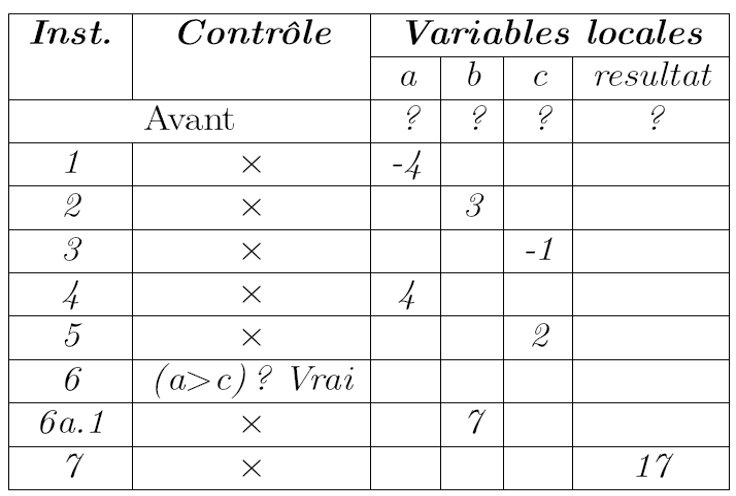 Inst. Contrôle Variables locales
a b c resultat
Avant ? ? ? ?
1 × -4
2 × 3
3 × -1
4 × 4
5 × 2
6 (a>c) ? Vrai
6a.1 × 7
7 × 17